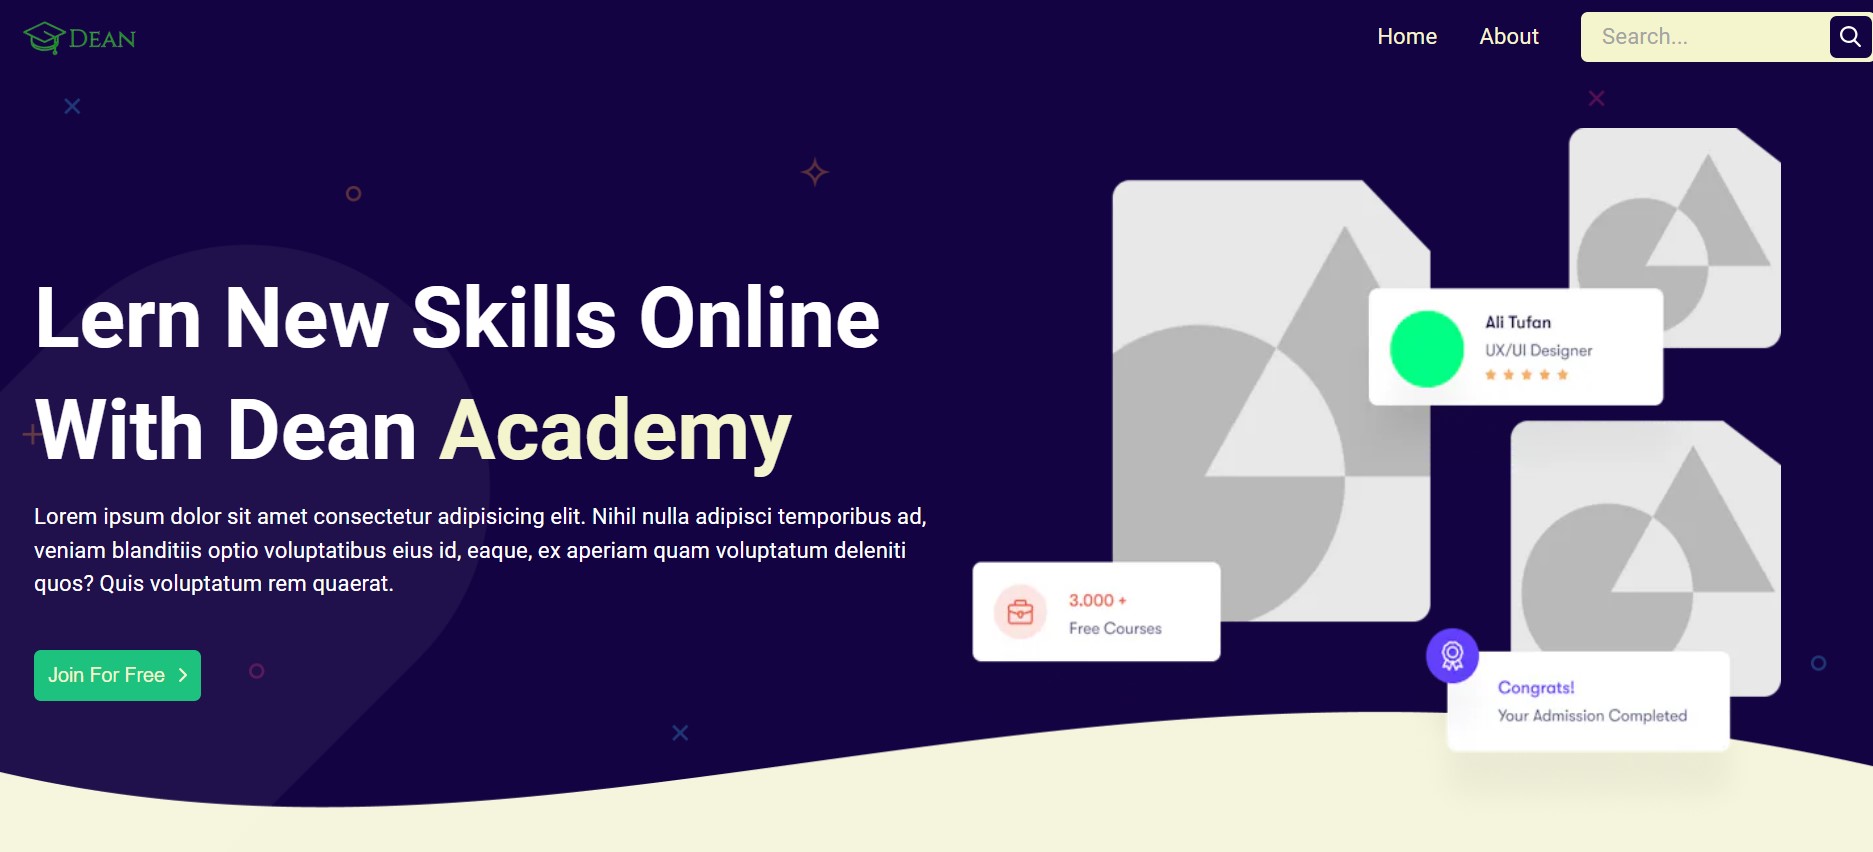 DEAN
Home
About
Search...
Lern New Skills Online
With Dean Academy
Lorem ipsum dolor sit amet consectetur adipisicing elit. Nihil nulla adipisci temporibus ad,
veniam blanditiis optio voluptatibus eius id, eaque, ex aperiam quam voluptatum deleniti
quos? Quis voluptatum rem quaerat.
Join For Free
Ali Tufan
UX/UI Designer
3.000 +
Free Courses
Congrats!
Your Admission Completed